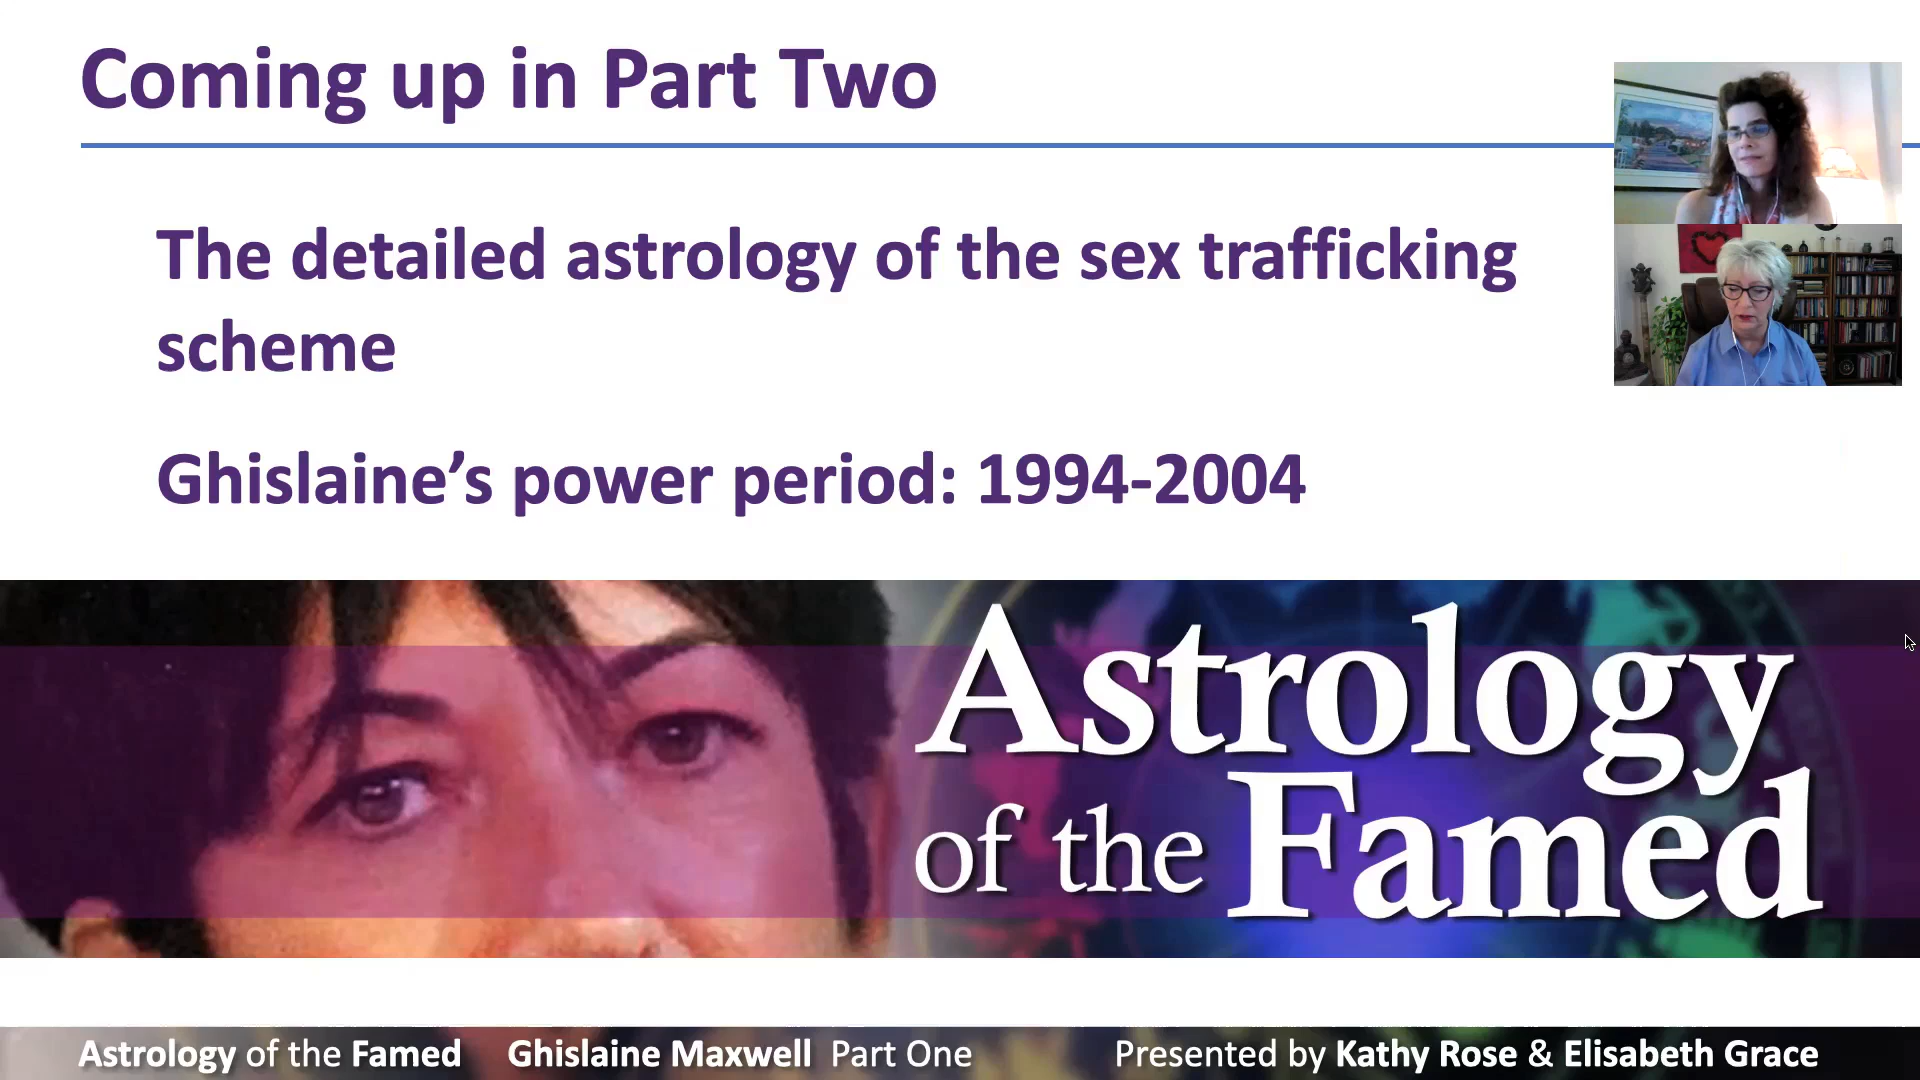 Coming up in Part Two
The detailed astrology of the sex trafficking
scheme
Ghislaine’s power period: 1994-2004
Astrology
of the Famed
Astrology of the Famed Ghislaine Maxwell Part One Presented by Kathy Rose & Elisabeth Grace